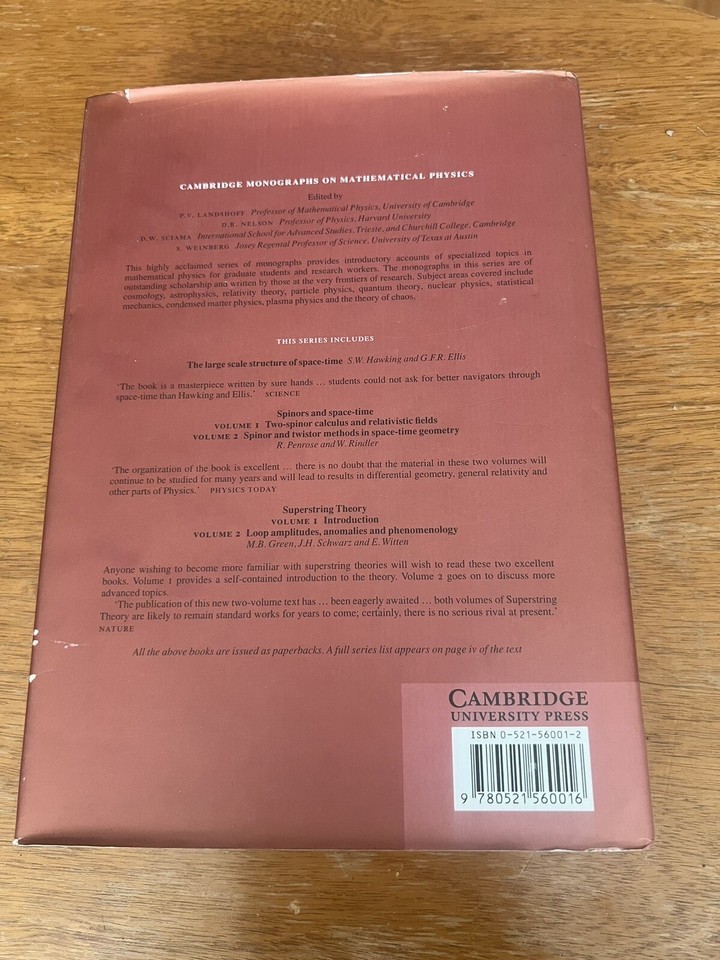 CAMBRIDGE MONOGRAPHS ON MATHEMATICAL PHYSICS
Edited by
P.V. LANDSHOFF Professor of Mathematical Physics, University of Cambridge
D.R. NELSON Professor of Physics, Harvard University
D.W. SCIAMA International School for Advanced Studies, Trieste, and Churchill College, Cambridge
S. WEINBERG Josey Regental Professor of Science, University of Texas at Austin
This highly acclaimed series of monographs provides introductory accounts of specialized topics in
mathematical physics for graduate students and research workers. The monographs in this series are of
outstanding scholarship and written by those at the very frontiers of research. Subject areas covered include
cosmology, astrophysics, relativity theory, particle physics, quantum theory, nuclear physics, statistical
mechanics, condensed matter physics, plasma physics and the theory of chaos.
THIS SERIES INCLUDES
The large scale structure of space-time S.W. Hawking and G.F.R. Ellis
'The book is a masterpiece written by sure hands ... students could not ask for better navigators through
space-time than Hawking and Ellis.' SCIENCE
Spinors and space-time
VOLUME 1 Two-spinor calculus and relativistic fields
VOLUME 2 Spinor and twistor methods in space-time geometry
R. Penrose and W. Rindler
'The organization of the book is excellent ... there is no doubt that the material in these two volumes will
continue to be studied for many years and will lead to results in differential geometry, general relativity and
other parts of Physics.' PHYSICS TODAY
Superstring Theory
VOLUME 1 Introduction
VOLUME 2 Loop amplitudes, anomalies and phenomenology
M.B. Green, J.H. Schwarz and E. Witten
Anyone wishing to become more familiar with superstring theories will wish to read these two excellent
books. Volume 1 provides a self-contained introduction to the theory. Volume 2 goes on to discuss more
advanced topics.
'The publication of this new two-volume text has ... been eagerly awaited ... both volumes of Superstring
Theory are likely to remain standard works for years to come; certainly, there is no serious rival at present.'
NATURE
All the above books are issued as paperbacks. A full series list appears on page iv of the text
CAMBRIDGE
UNIVERSITY PRESS
ISBN 0-521-56001-2
9 780521 560016